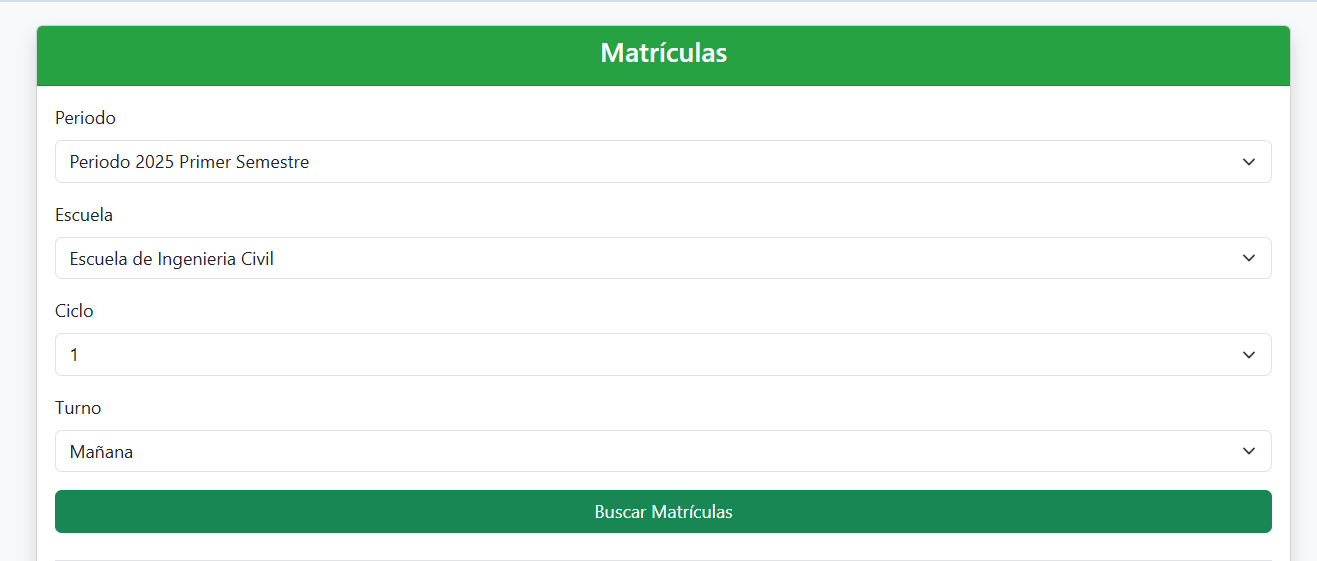 Matrículas
Periodo
Periodo 2025 Primer Semestre
Escuela
Escuela de Ingenieria Civil
Ciclo
1
Turno
Mañana
Buscar Matrículas